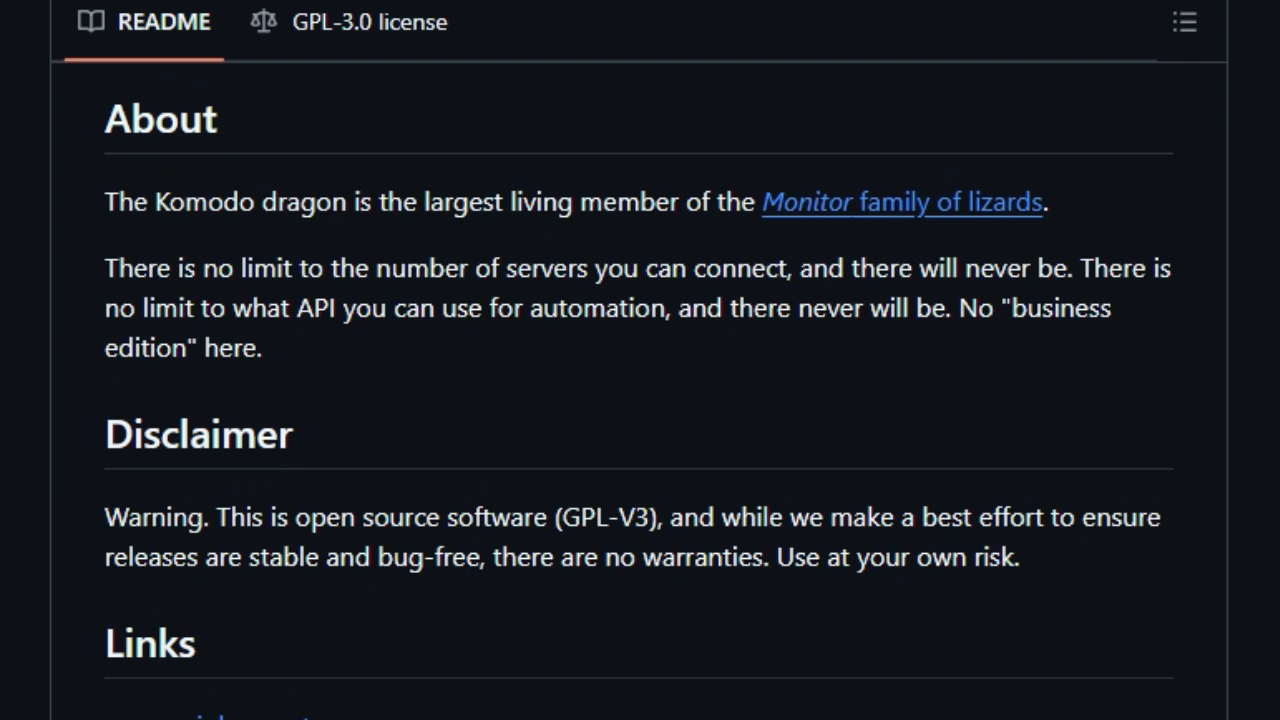 README GPL-3.0 license
About
The Komodo dragon is the largest living member of the Monitor family of lizards.
There is no limit to the number of servers you can connect, and there will never be. There is
no limit to what API you can use for automation, and there never will be. No "business
edition" here.
Disclaimer
Warning. This is open source software (GPL-V3), and while we make a best effort to ensure
releases are stable and bug-free, there are no warranties. Use at your own risk.
Links